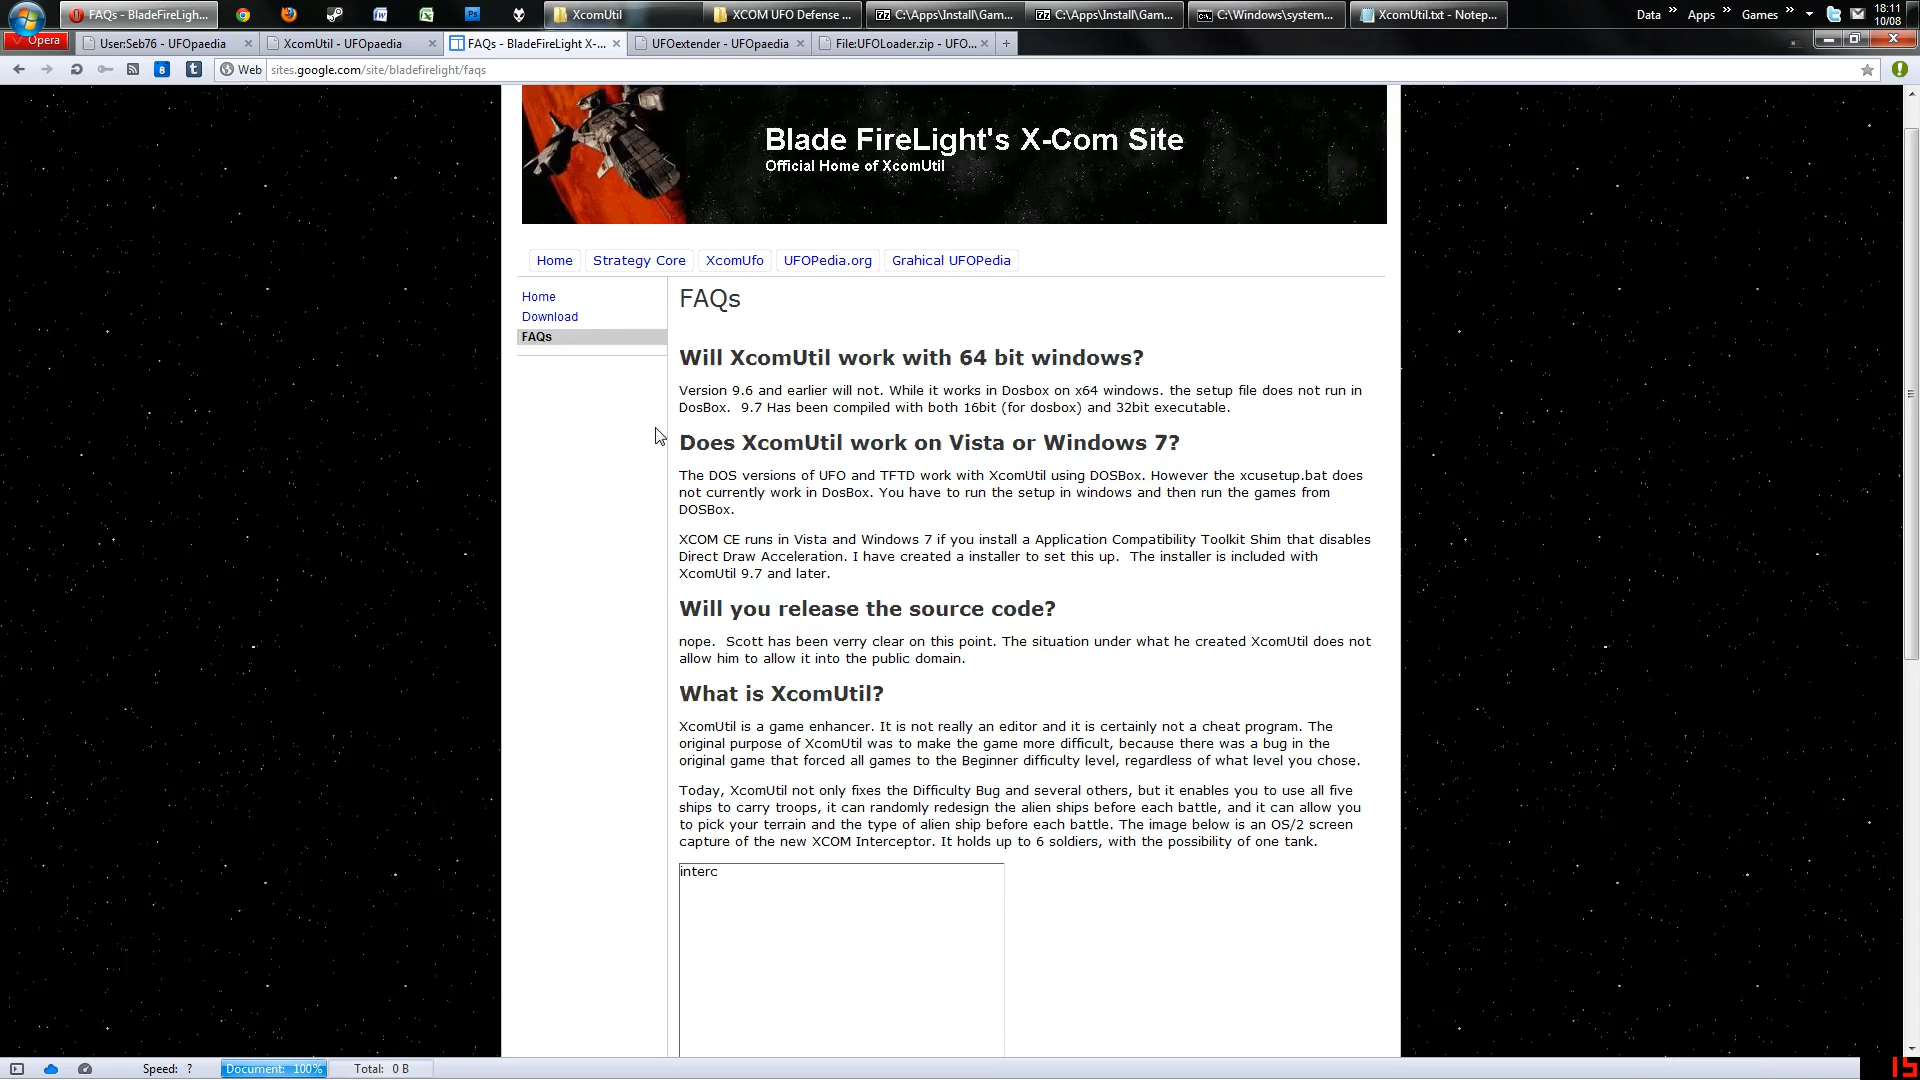 FAQs - BladeFireLigh...
XcomUtil
XCOM UFO Defense ...
C:\Apps\Install\Gam...
C:\Apps\Install\Gam...
C:\Windows\system...
XcomUtil.txt - Notep...
Data »
Apps »
Games »
18:11
10/08
Opera
User:Seb76 - UFOpaedia
XcomUtil - UFOpaedia
FAQs - BladeFireLight X-...
UFOextender - UFOpaedia
File:UFOLoader.zip - UFO...
Web
sites.google.com/site/bladefirelight/faqs
Blade FireLight's X-Com Site
Official Home of XcomUtil
Home
Strategy Core
XcomUfo
UFOPedia.org
Grahical UFOPedia
Home
Download
FAQs
FAQs
Will XcomUtil work with 64 bit windows?
Version 9.6 and earlier will not. While it works in Dosbox on x64 windows. the setup file does not run in
DosBox.  9.7 Has been compiled with both 16bit (for dosbox) and 32bit executable.
Does XcomUtil work on Vista or Windows 7?
The DOS versions of UFO and TFTD work with XcomUtil using DOSBox. However the xcusetup.bat does
not currently work in DosBox. You have to run the setup in windows and then run the games from
DOSBox.
XCOM CE runs in Vista and Windows 7 if you install a Application Compatibility Toolkit Shim that disables
Direct Draw Acceleration. I have created a installer to set this up.  The installer is included with
XcomUtil 9.7 and later.
Will you release the source code?
nope.  Scott has been verry clear on this point. The situation under what he created XcomUtil does not
allow him to allow it into the public domain.
What is XcomUtil?
XcomUtil is a game enhancer. It is not really an editor and it is certainly not a cheat program. The
original purpose of XcomUtil was to make the game more difficult, because there was a bug in the
original game that forced all games to the Beginner difficulty level, regardless of what level you chose.
Today, XcomUtil not only fixes the Difficulty Bug and several others, but it enables you to use all five
ships to carry troops, it can randomly redesign the alien ships before each battle, and it can allow you
to pick your terrain and the type of alien ship before each battle. The image below is an OS/2 screen
capture of the new XCOM Interceptor. It holds up to 6 soldiers, with the possibility of one tank.
interc
Speed:  ?
Document:  100%
Total:  0 B
15